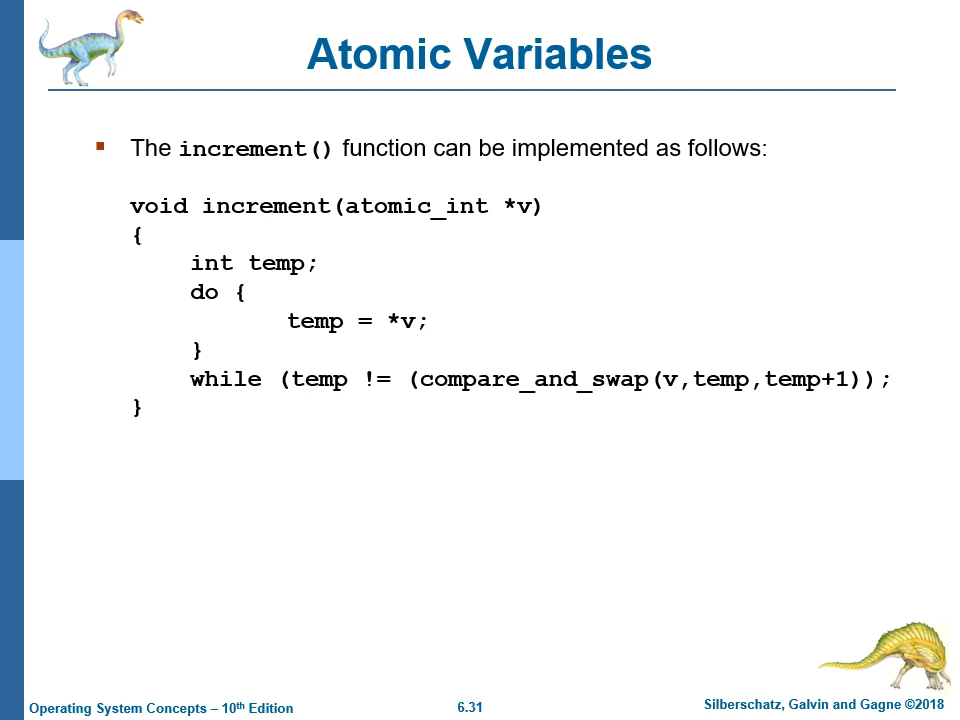 Atomic Variables
The increment() function can be implemented as follows:
void increment(atomic_int *v)
{
int temp;
do {
temp = *v;
}
while (temp != (compare_and_swap(v,temp,temp+1));
}
Operating System Concepts – 10th Edition
6.31
Silberschatz, Galvin and Gagne ©2018